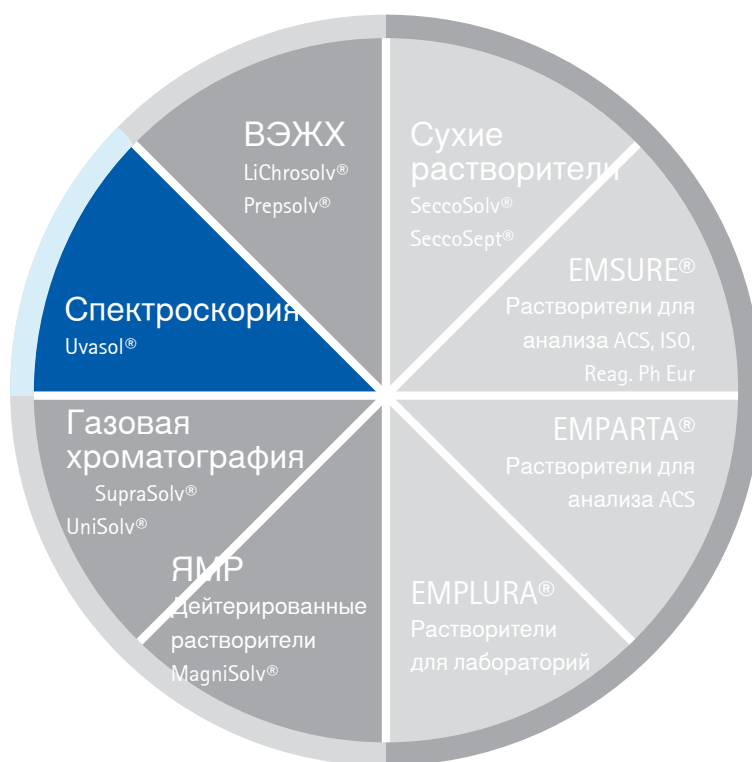 ВЭЖХ
LiChrosolv®
Prepsolv®
Сухие
растворители
SeccoSolv®
SeccoSept®
EMSURE®
Растворители для
анализа ACS, ISO,
Reag. Ph Eur
EMPARTA®
Растворители для
анализа ACS
EMPLURA®
Растворители
для лабораторий
ЯМР
Дейтерированные
растворители
MagniSolv®
Газовая
хроматография
SupraSolv®
UniSolv®
Спектроскория
Uvasol®